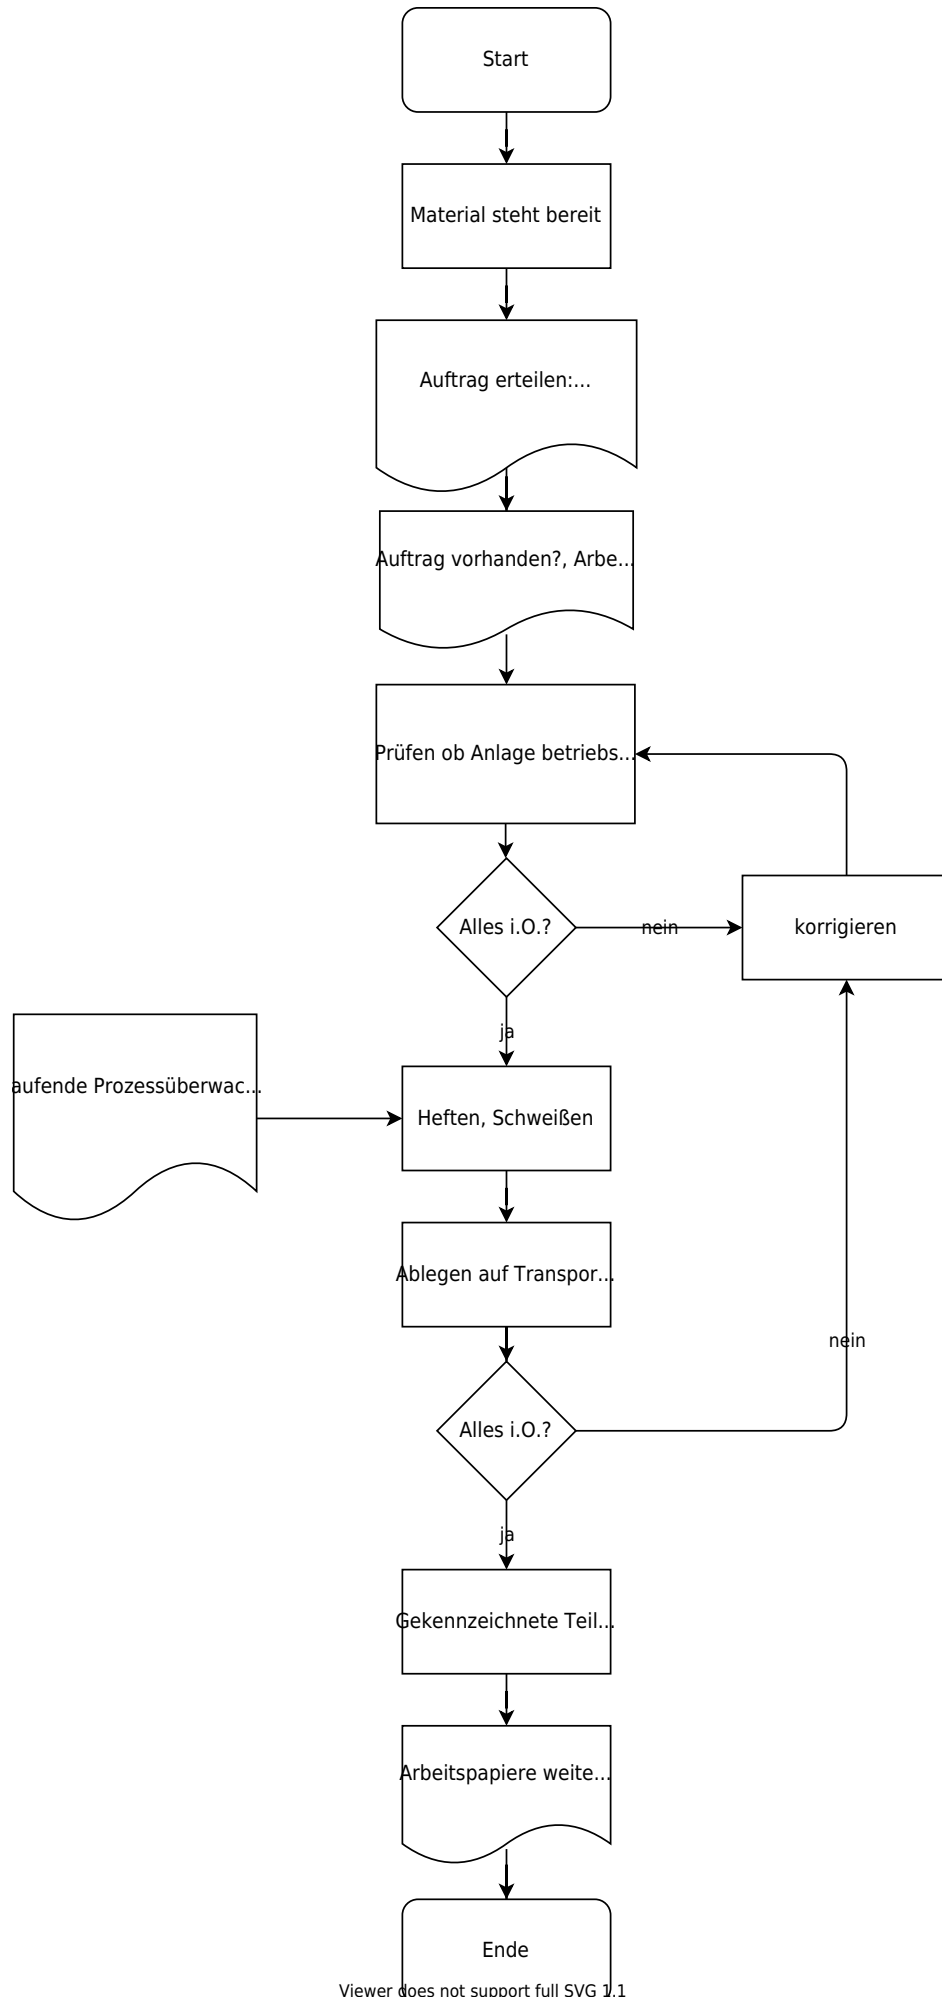 Start
Material steht bereit
Auftrag erteilen:...
Auftrag vorhanden?, Arbe...
Prüfen ob Anlage betriebs...
Alles i.O.?
nein
korrigieren
ja
aufende Prozessüberwac...
Heften, Schweißen
Ablegen auf Transpor...
nein
Alles i.O.?
ja
Gekennzeichnete Teil...
Arbeitspapiere weite...
Ende
Viewer does not support full SVG 1.1